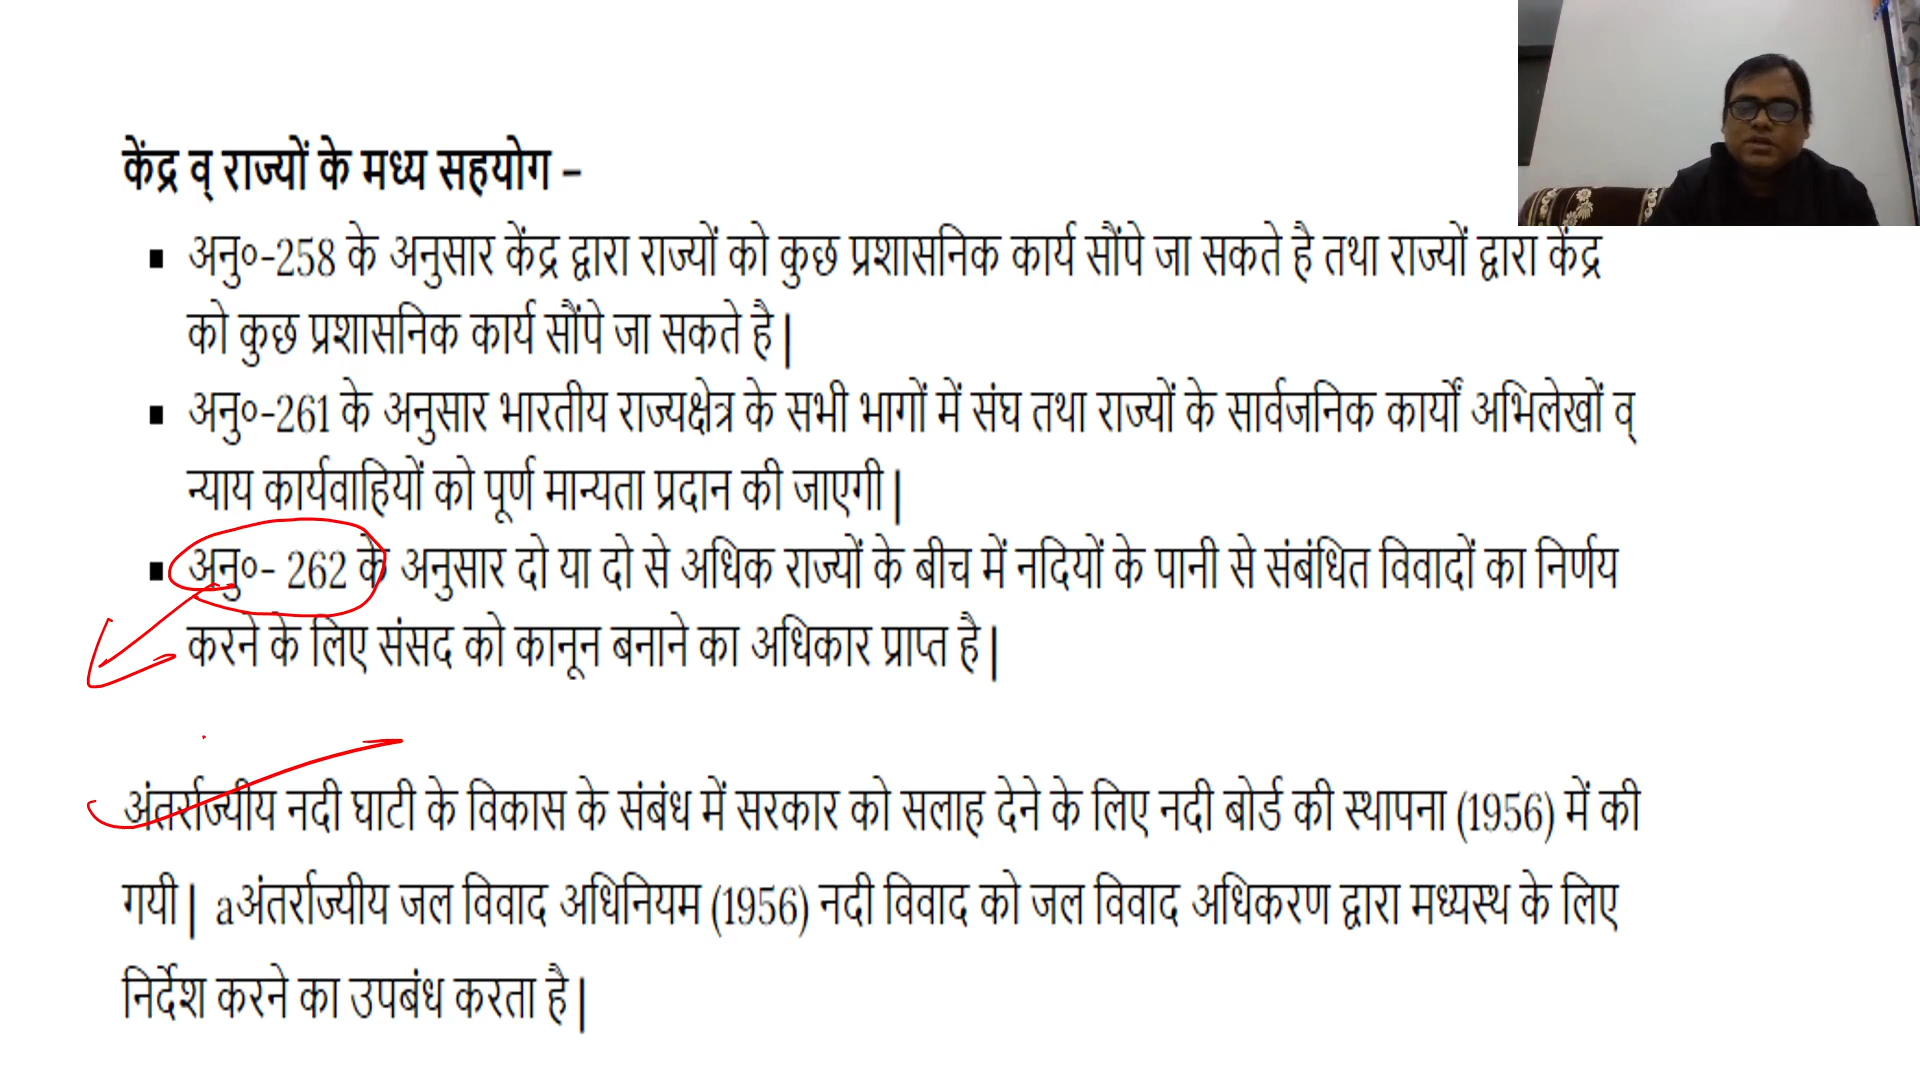 केंद्र व् राज्यों के मध्य सहयोग –
▪ अनु०-258 के अनुसार केंद्र द्वारा राज्यों को कुछ प्रशासनिक कार्य सौंपे जा सकते है तथा राज्यों द्वारा केंद्र
को कुछ प्रशासनिक कार्य सौंपे जा सकते है |
▪ अनु०-261 के अनुसार भारतीय राज्यक्षेत्र के सभी भागों में संघ तथा राज्यों के सार्वजनिक कार्यों अभिलेखों व्
न्याय कार्यवाहियों को पूर्ण मान्यता प्रदान की जाएगी |
▪ अनु०- 262 के अनुसार दो या दो से अधिक राज्यों के बीच में नदियों के पानी से संबंधित विवादों का निर्णय
करने के लिए संसद को कानून बनाने का अधिकार प्राप्त है |
अंतर्राज्यीय नदी घाटी के विकास के संबंध में सरकार को सलाह देने के लिए नदी बोर्ड की स्थापना (1956) में की
गयी | aअंतर्राज्यीय जल विवाद अधिनियम (1956) नदी विवाद को जल विवाद अधिकरण द्वारा मध्यस्थ के लिए
निर्देश करने का उपबंध करता है |